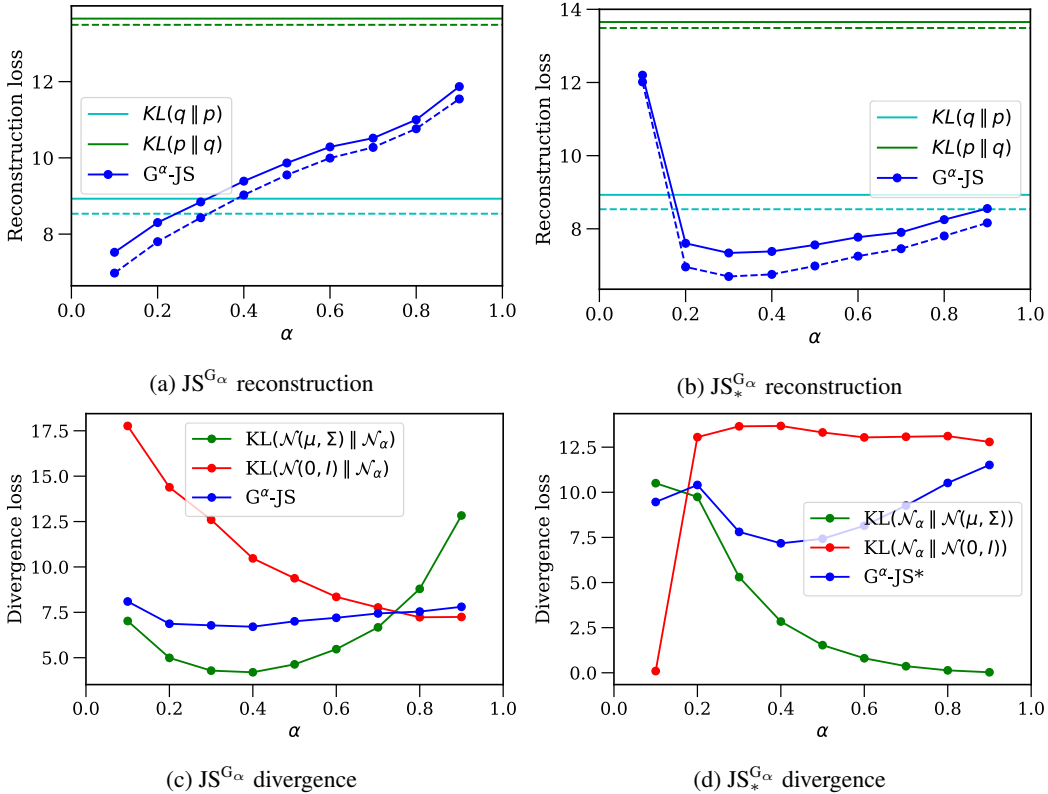 Reconstruction loss
12
10
8
KL(q ∥ p)
KL(p ∥ q)
G^α-JS
0.0 0.2 0.4 0.6 0.8 1.0
α
(a) JS^{G_α} reconstruction
Reconstruction loss
14
12
10
8
KL(q ∥ p)
KL(p ∥ q)
G^α-JS
0.0 0.2 0.4 0.6 0.8 1.0
α
(b) JS_*^{G_α} reconstruction
Divergence loss
17.5
15.0
12.5
10.0
7.5
5.0
KL(𝒩(μ, Σ) ∥ 𝒩_α)
KL(𝒩(0, I) ∥ 𝒩_α)
G^α-JS
0.0 0.2 0.4 0.6 0.8 1.0
α
(c) JS^{G_α} divergence
Divergence loss
12.5
10.0
7.5
5.0
2.5
0.0
KL(𝒩_α ∥ 𝒩(μ, Σ))
KL(𝒩_α ∥ 𝒩(0, I))
G^α-JS*
0.0 0.2 0.4 0.6 0.8 1.0
α
(d) JS_*^{G_α} divergence